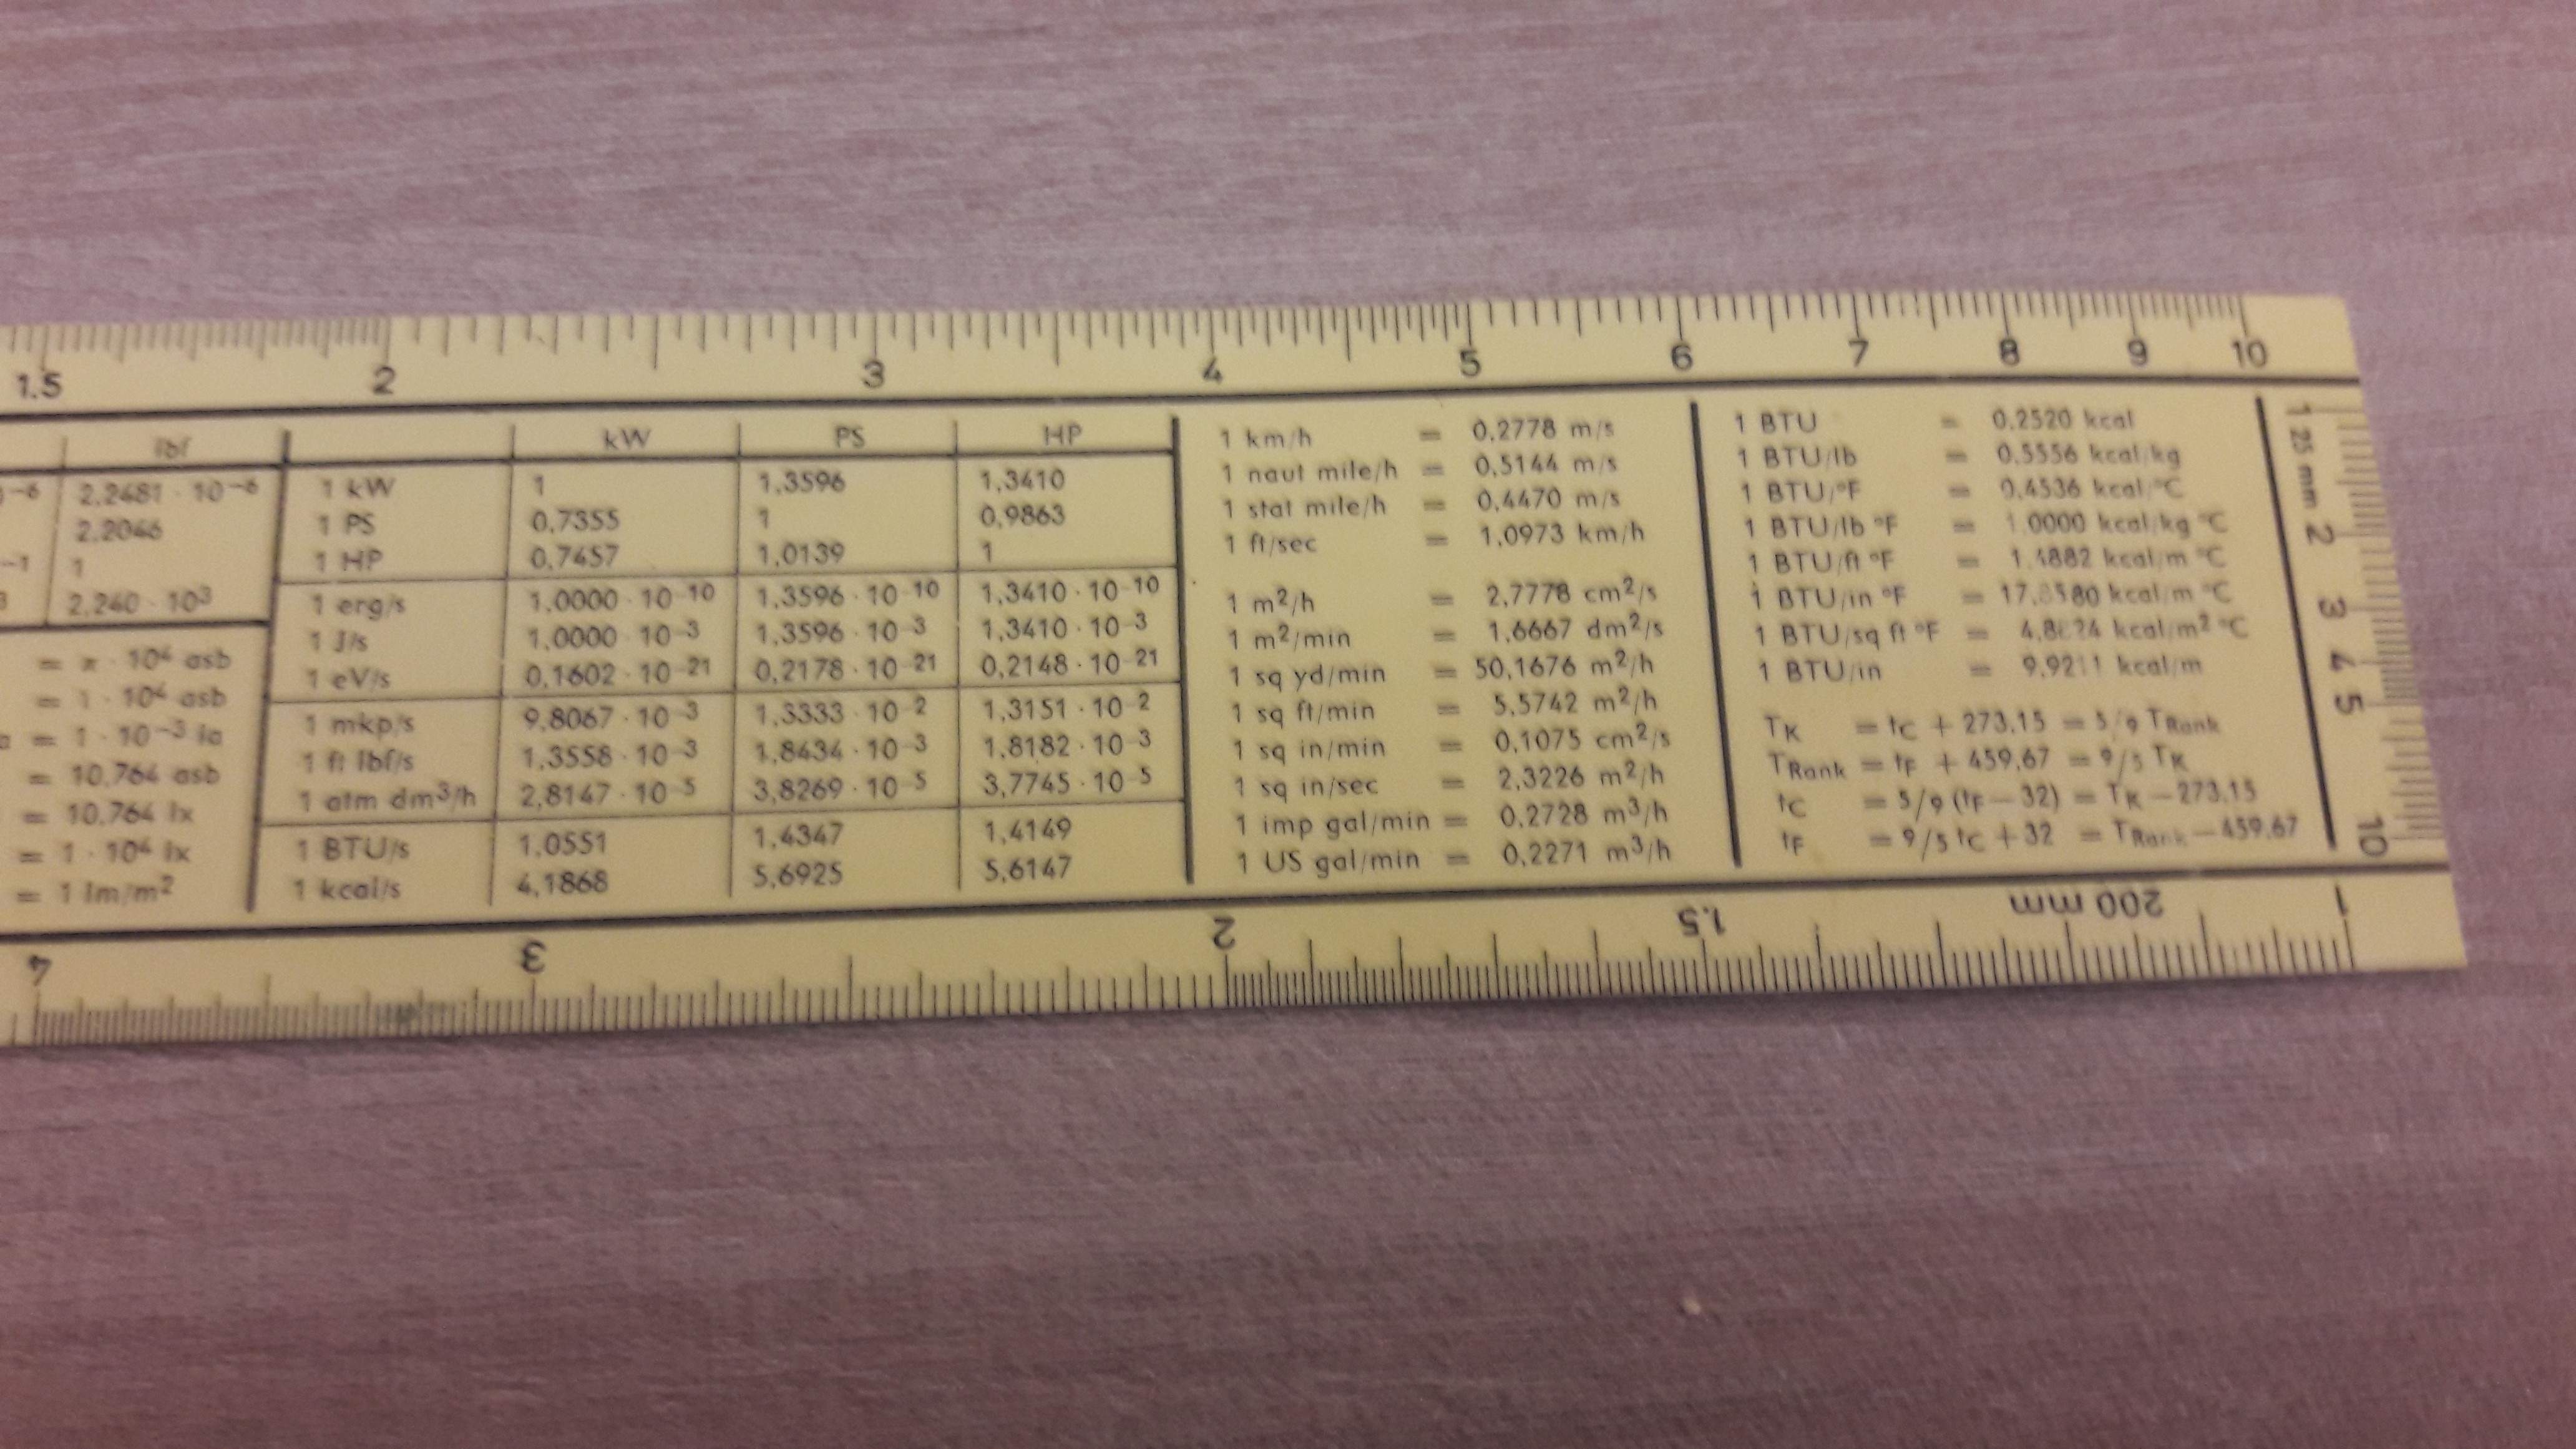 1.5 2 3 4 5 6 7 8 9 10
lbf
2,2481 · 10−6
2,2046
−1 1
2,240 · 103
= π · 104 asb
= 1 · 104 asb
= 1 · 10−3 la
= 10,764 asb
= 10,764 lx
= 1 · 104 lx
= 1 lm/m2
kW PS HP
1 kW 1 1,3596 1,3410
1 PS 0,7355 1 0,9863
1 HP 0,7457 1,0139 1
1 erg/s 1,0000 · 10−10 1,3596 · 10−10 1,3410 · 10−10
1 J/s 1,0000 · 10−3 1,3596 · 10−3 1,3410 · 10−3
1 eV/s 0,1602 · 10−21 0,2178 · 10−21 0,2148 · 10−21
1 mkp/s 9,8067 · 10−3 1,3333 · 10−2 1,3151 · 10−2
1 ft lbf/s 1,3558 · 10−3 1,8434 · 10−3 1,8182 · 10−3
1 atm dm3/h 2,8147 · 10−5 3,8269 · 10−5 3,7745 · 10−5
1 BTU/s 1,0551 1,4347 1,4149
1 kcal/s 4,1868 5,6925 5,6147
1 km/h = 0,2778 m/s
1 naut mile/h = 0,5144 m/s
1 stat mile/h = 0,4470 m/s
1 ft/sec = 1,0973 km/h
1 m2/h = 2,7778 cm2/s
1 m2/min = 1,6667 dm2/s
1 sq yd/min = 50,1676 m2/h
1 sq ft/min = 5,5742 m2/h
1 sq in/min = 0,1075 cm2/s
1 sq in/sec = 2,3226 m2/h
1 imp gal/min = 0,2728 m3/h
1 US gal/min = 0,2271 m3/h
1 BTU = 0,2520 kcal
1 BTU/lb = 0,5556 kcal/kg
1 BTU/°F = 0,4536 kcal/°C
1 BTU/lb °F = 1,0000 kcal/kg °C
1 BTU/ft °F = 1,4882 kcal/m °C
1 BTU/in °F = 17,8580 kcal/m °C
1 BTU/sq ft °F = 4,8824 kcal/m2 °C
1 BTU/in = 9,9211 kcal/m
TK = tC + 273,15 = 5/9 TRank
TRank = tF + 459,67 = 9/5 TK
tC = 5/9 (tF − 32) = TK − 273,15
tF = 9/5 tC + 32 = TRank − 459,67
1 25 mm 2 3 4 5 10
4 3 2 1.5 200 mm 1